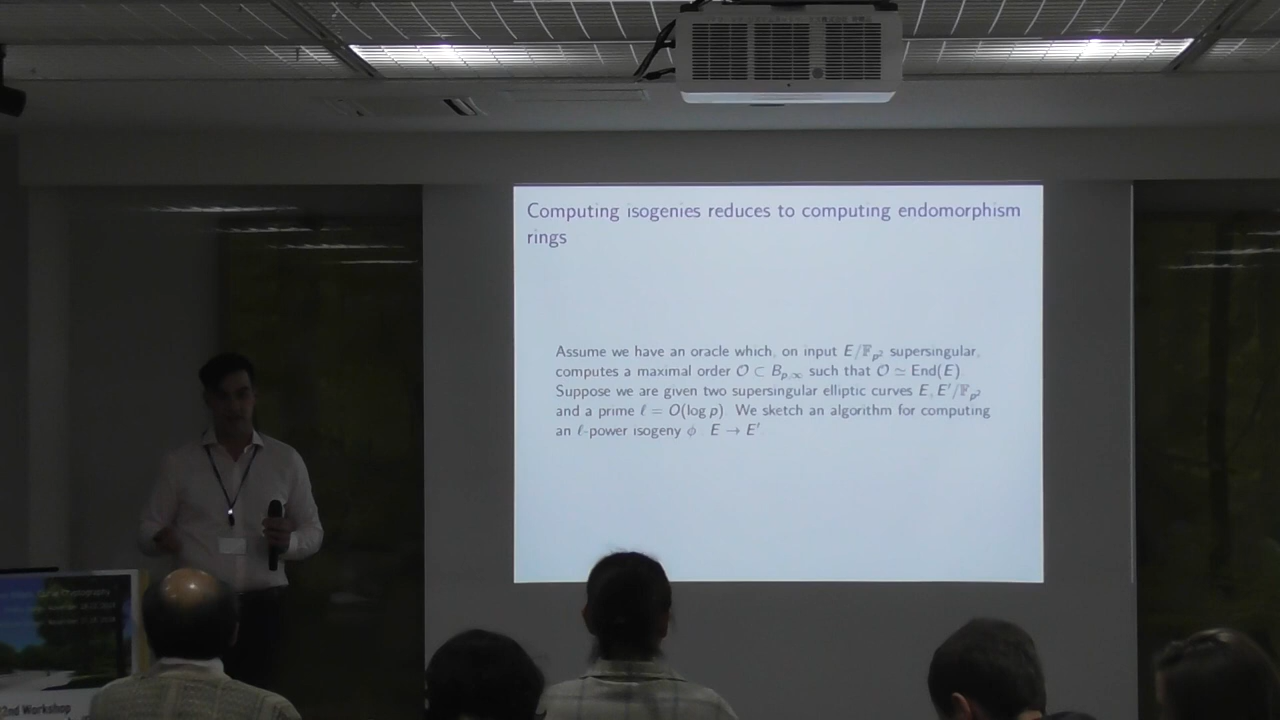 Computing isogenies reduces to computing endomorphism
rings
Assume we have an oracle which, on input E/𝔽_{p²} supersingular,
computes a maximal order 𝒪 ⊂ B_{p,∞} such that 𝒪 ≃ End(E)
Suppose we are given two supersingular elliptic curves E, E′/𝔽_{p²}
and a prime ℓ = O(log p) We sketch an algorithm for computing
an ℓ-power isogeny ϕ E → E′
2nd Workshop